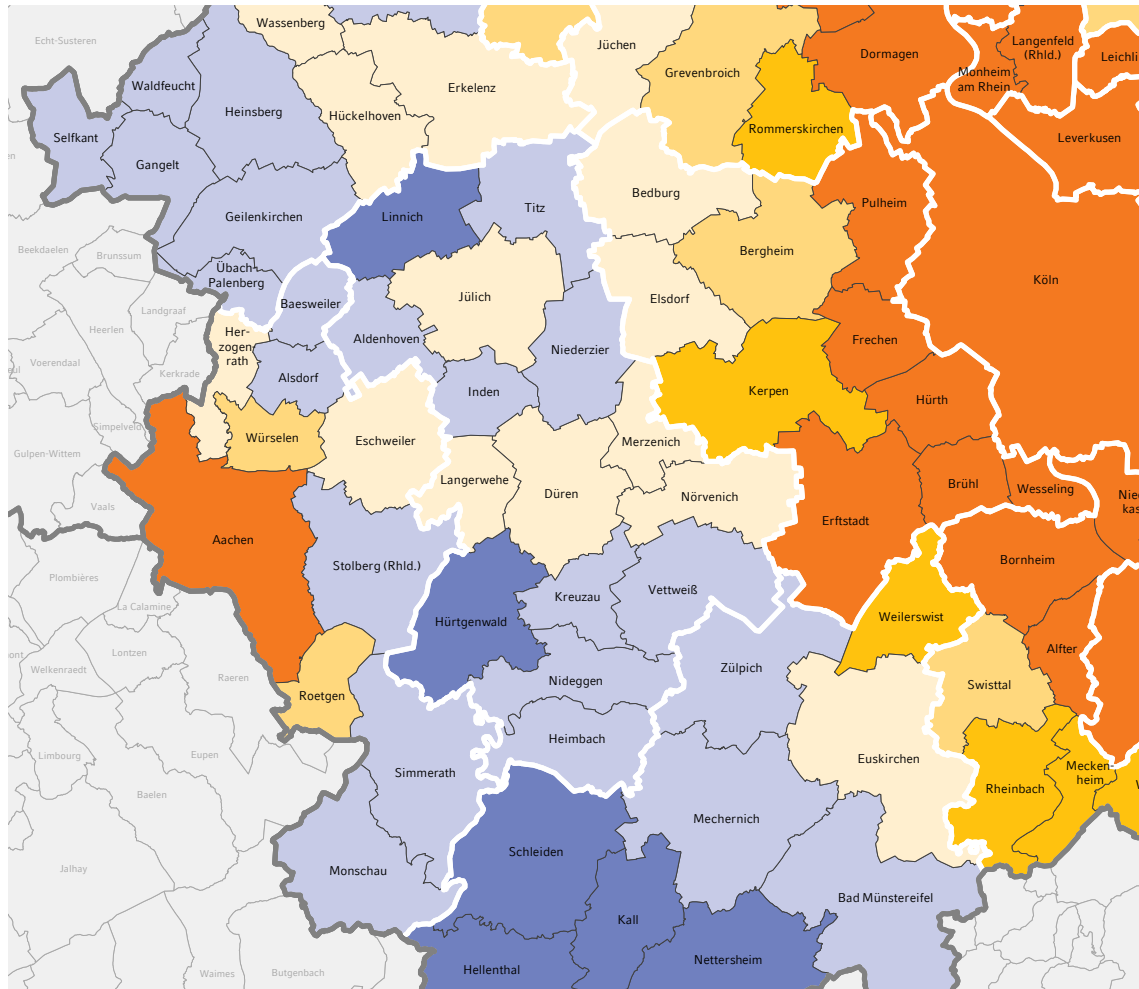 Echt-Susteren
Wassenberg
Jüchen
Dormagen
Langenfeld
(Rhld.)
Leichli
Grevenbroich
Monheim
am Rhein
Waldfeucht
Erkelenz
Heinsberg
Hückelhoven
Rommerskirchen
Leverkusen
Selfkant
Gangelt
en
Bedburg
Pulheim
Titz
Linnich
Geilenkirchen
Beekdaelen
Brunssum
Bergheim
Übach-
Palenberg
Köln
Jülich
Elsdorf
Baesweiler
Landgraaf
Heerlen
Her-
zogen-
rath
Aldenhoven
Frechen
Niederzier
Voerendaal
eul
Kerkrade
Alsdorf
Inden
Kerpen
Hürth
Simpelveld
Würselen
Eschweiler
Merzenich
Gulpen-Wittem
Langerwehe
Düren
Nörvenich
Brühl
Wesseling
Nie
kas
Vaals
Erftstadt
Aachen
Stolberg (Rhld.)
Bornheim
Plombières
Kreuzau
Vettweiß
La Calamine
Hürtgenwald
Weilerswist
Lontzen
mont
Welkenraedt
Alfter
Zülpich
Raeren
Nideggen
Swisttal
Roetgen
Heimbach
Limbourg
Eupen
Euskirchen
Simmerath
Mecken-
heim
Rheinbach
W
Baelen
Mechernich
Schleiden
Jalhay
Monschau
Bad Münstereifel
Kall
Nettersheim
Hellenthal
Waimes
Butgenbach